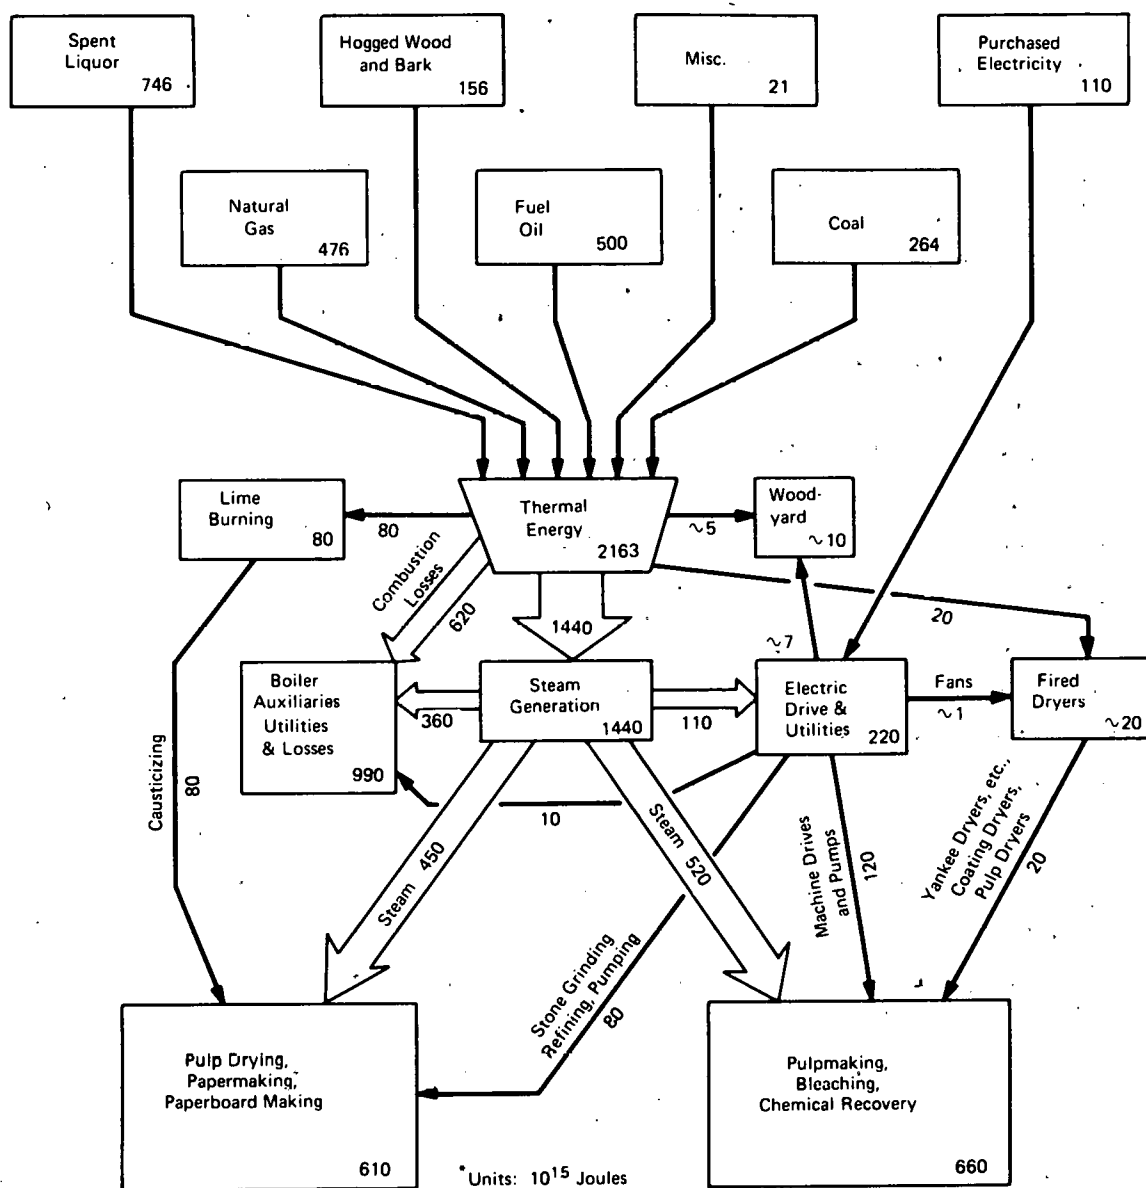 Spent
Liquor
746
Hogged Wood
and Bark
156
Misc.
21
Purchased
Electricity
110
Natural
Gas
476
Fuel
Oil
500
Coal
264
Lime
Burning
80
80
Thermal
Energy
2163
~5
Wood-
yard
~10
Combustion
Losses
620
1440
20
~7
Boiler
Auxiliaries
Utilities
& Losses
990
360
Steam
Generation
1440
110
Electric
Drive &
Utilities
220
Fans
~1
Fired
Dryers
~20
10
Causticizing
80
Steam 450
Steam 520
Stone Grinding
Refining, Pumping
80
Machine Drives
and Pumps
120
Yankee Dryers, etc.,
Coating Dryers,
Pulp Dryers
20
Pulp Drying,
Papermaking,
Paperboard Making
610
Pulpmaking,
Bleaching,
Chemical Recovery
660
*Units: 10¹⁵ Joules